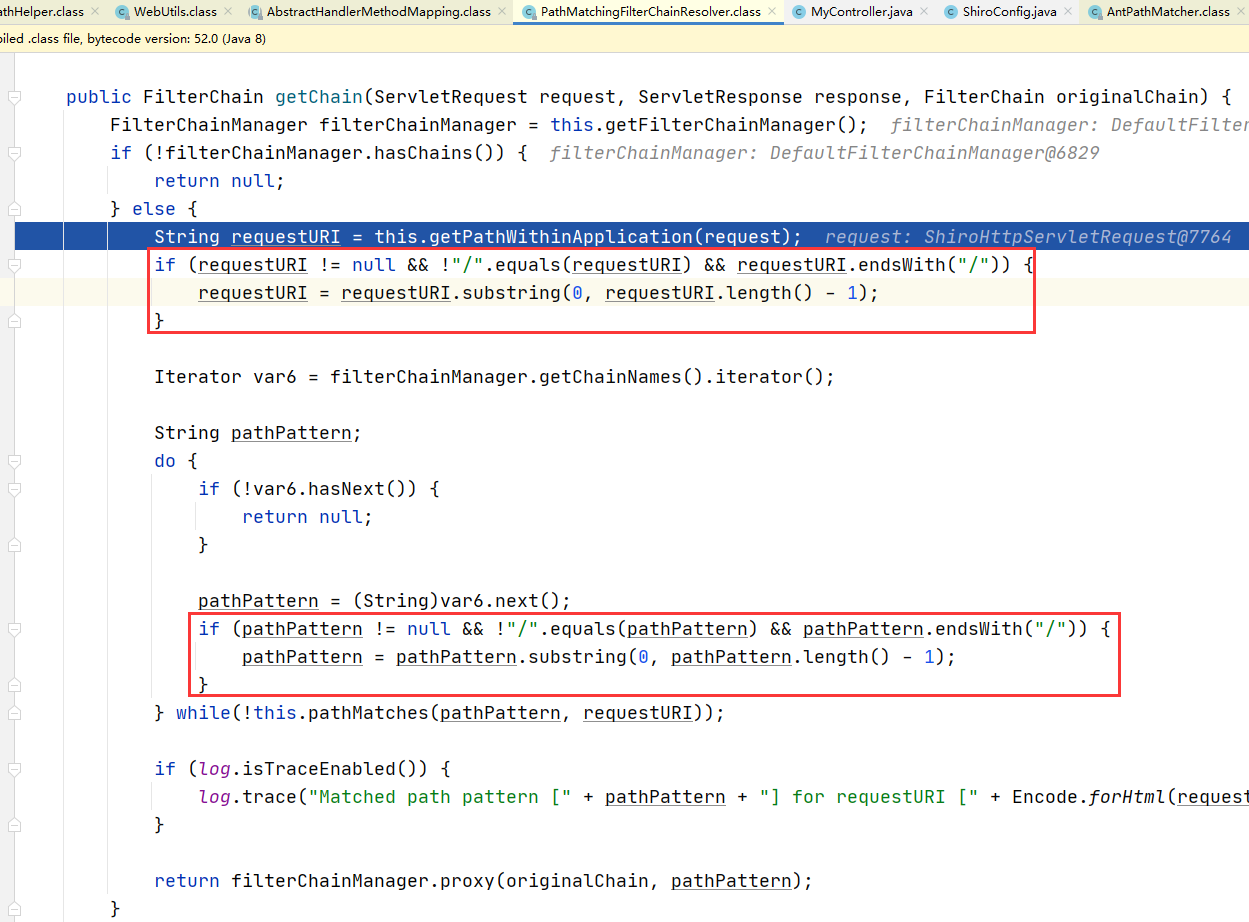 athHelper.class × WebUtils.class × AbstractHandlerMethodMapping.class × PathMatchingFilterChainResolver.class × MyController.java × ShiroConfig.java × AntPathMatcher.class ×
piled .class file, bytecode version: 52.0 (Java 8)
public FilterChain getChain(ServletRequest request, ServletResponse response, FilterChain originalChain) {
FilterChainManager filterChainManager = this.getFilterChainManager(); filterChainManager: DefaultFilter
if (!filterChainManager.hasChains()) { filterChainManager: DefaultFilterChainManager@6829
return null;
} else {
String requestURI = this.getPathWithinApplication(request); request: ShiroHttpServletRequest@7764
if (requestURI != null && !"/".equals(requestURI) && requestURI.endsWith("/")) {
requestURI = requestURI.substring(0, requestURI.length() - 1);
}
Iterator var6 = filterChainManager.getChainNames().iterator();
String pathPattern;
do {
if (!var6.hasNext()) {
return null;
}
pathPattern = (String)var6.next();
if (pathPattern != null && !"/".equals(pathPattern) && pathPattern.endsWith("/")) {
pathPattern = pathPattern.substring(0, pathPattern.length() - 1);
}
} while(!this.pathMatches(pathPattern, requestURI));
if (log.isTraceEnabled()) {
log.trace("Matched path pattern [" + pathPattern + "] for requestURI [" + Encode.forHtml(request
}
return filterChainManager.proxy(originalChain, pathPattern);
}